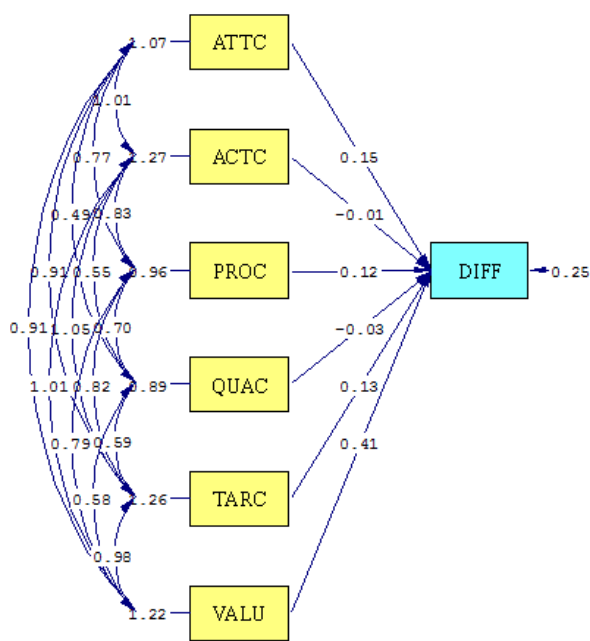 1.07 ATTC
1.01 0.15
0.77 1.27 ACTC
0.49 0.83 -0.01
0.91 0.55 0.96 PROC 0.12 DIFF 0.25
0.91 1.05 0.70 -0.03
1.01 0.82 0.89 QUAC 0.13
0.79 0.59 0.41
0.58 1.26 TARC
0.98
1.22 VALU